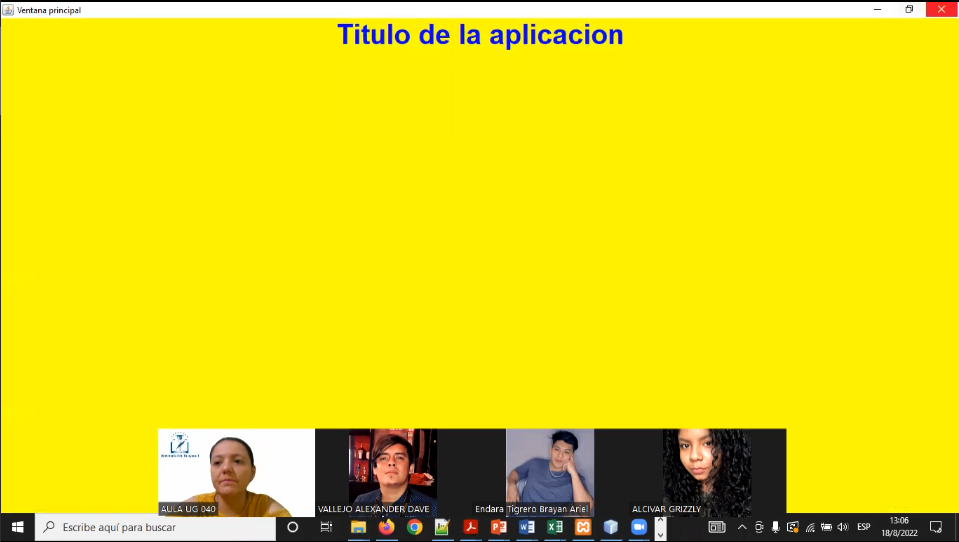 Ventana principal
Titulo de la aplicacion
AULA UG 040
VALLEJO ALEXANDER DAVE
Endara Tigrero Brayan Ariel
ALCIVAR GRIZZLY
Escribe aquí para buscar
ESP
13:06
18/8/2022